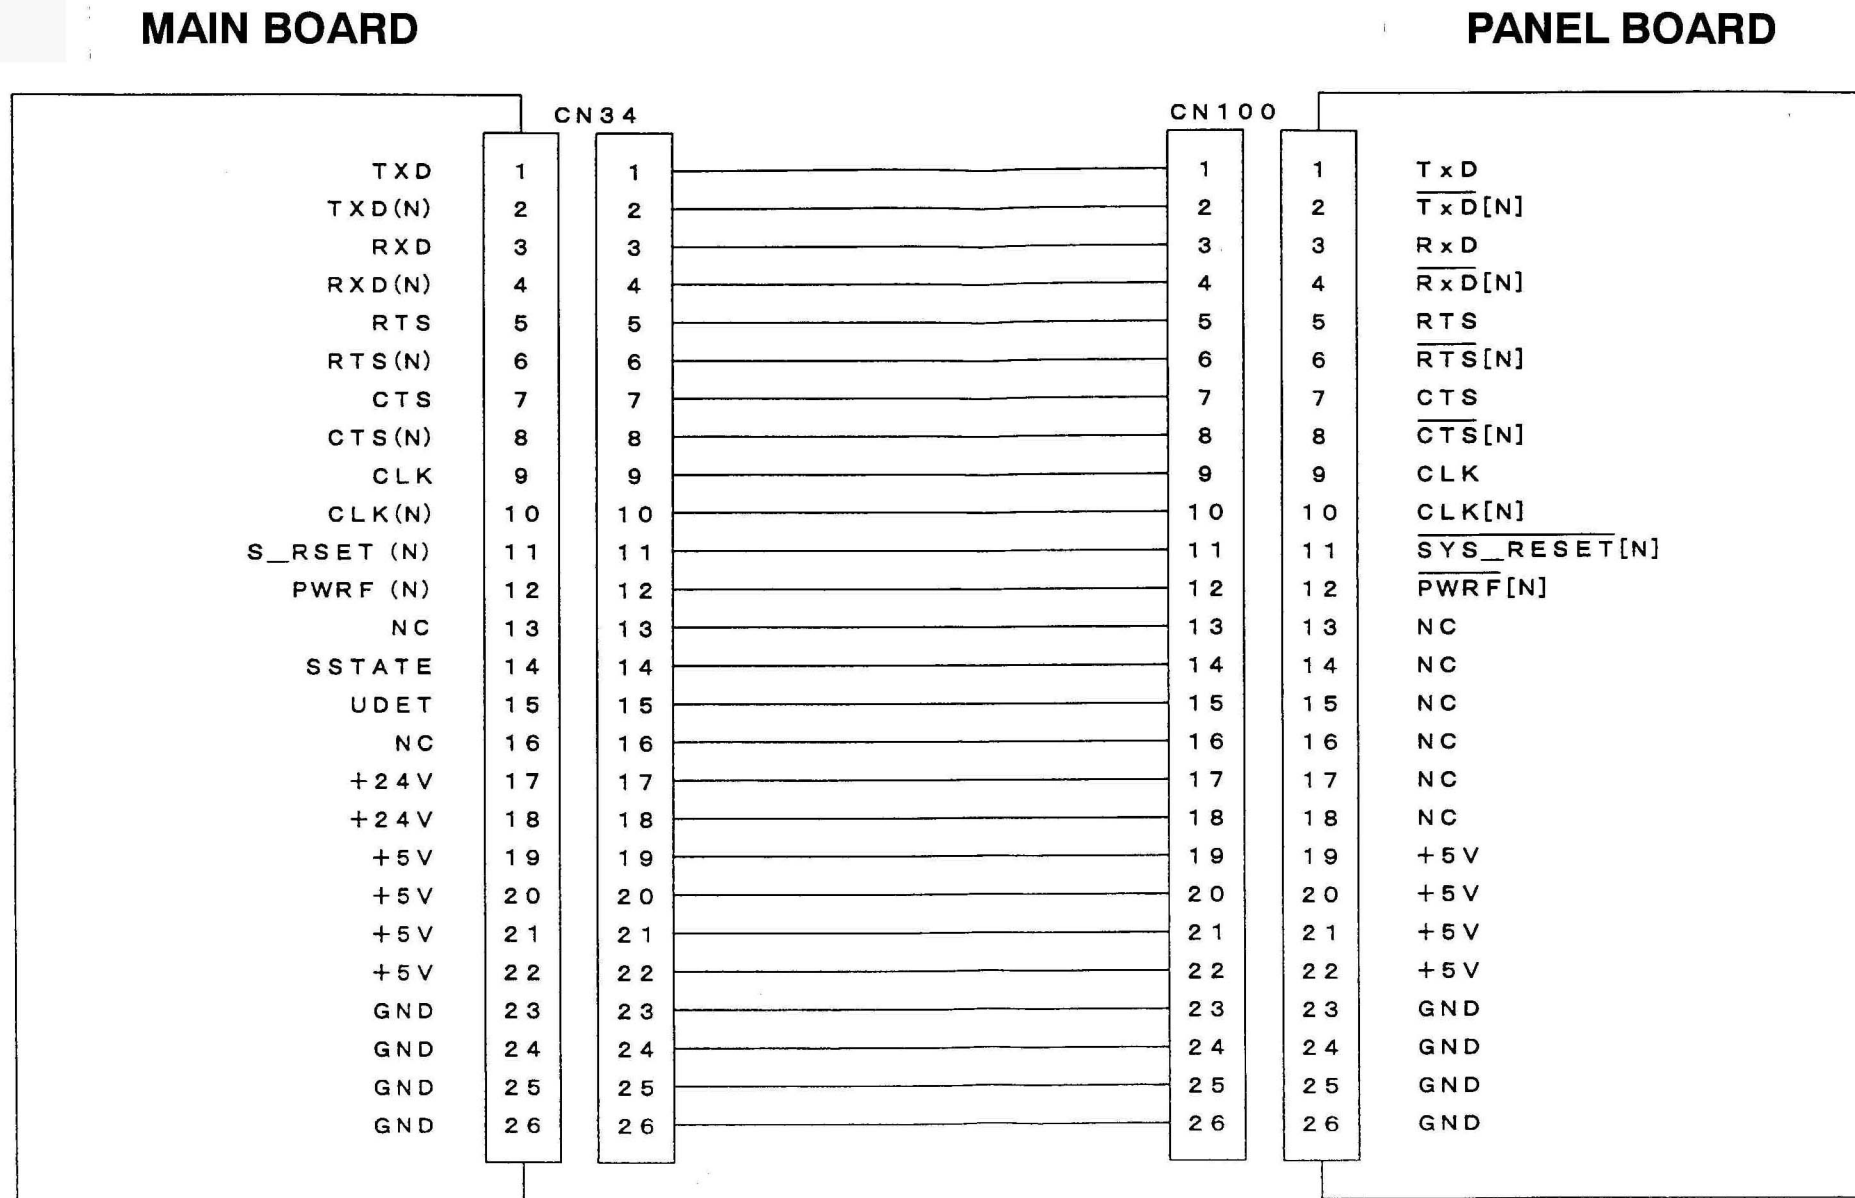 MAIN BOARD PANEL BOARD
CN34 CN100
TXD 1 1 1 1 TxD
TXD(N) 2 2 2 2 TxD[N]
RXD 3 3 3 3 RxD
RXD(N) 4 4 4 4 RxD[N]
RTS 5 5 5 5 RTS
RTS(N) 6 6 6 6 RTS[N]
CTS 7 7 7 7 CTS
CTS(N) 8 8 8 8 CTS[N]
CLK 9 9 9 9 CLK
CLK(N) 10 10 10 10 CLK[N]
S_RSET (N) 11 11 11 11 SYS_RESET[N]
PWRF (N) 12 12 12 12 PWRF[N]
NC 13 13 13 13 NC
SSTATE 14 14 14 14 NC
UDET 15 15 15 15 NC
NC 16 16 16 16 NC
+24V 17 17 17 17 NC
+24V 18 18 18 18 NC
+5V 19 19 19 19 +5V
+5V 20 20 20 20 +5V
+5V 21 21 21 21 +5V
+5V 22 22 22 22 +5V
GND 23 23 23 23 GND
GND 24 24 24 24 GND
GND 25 25 25 25 GND
GND 26 26 26 26 GND